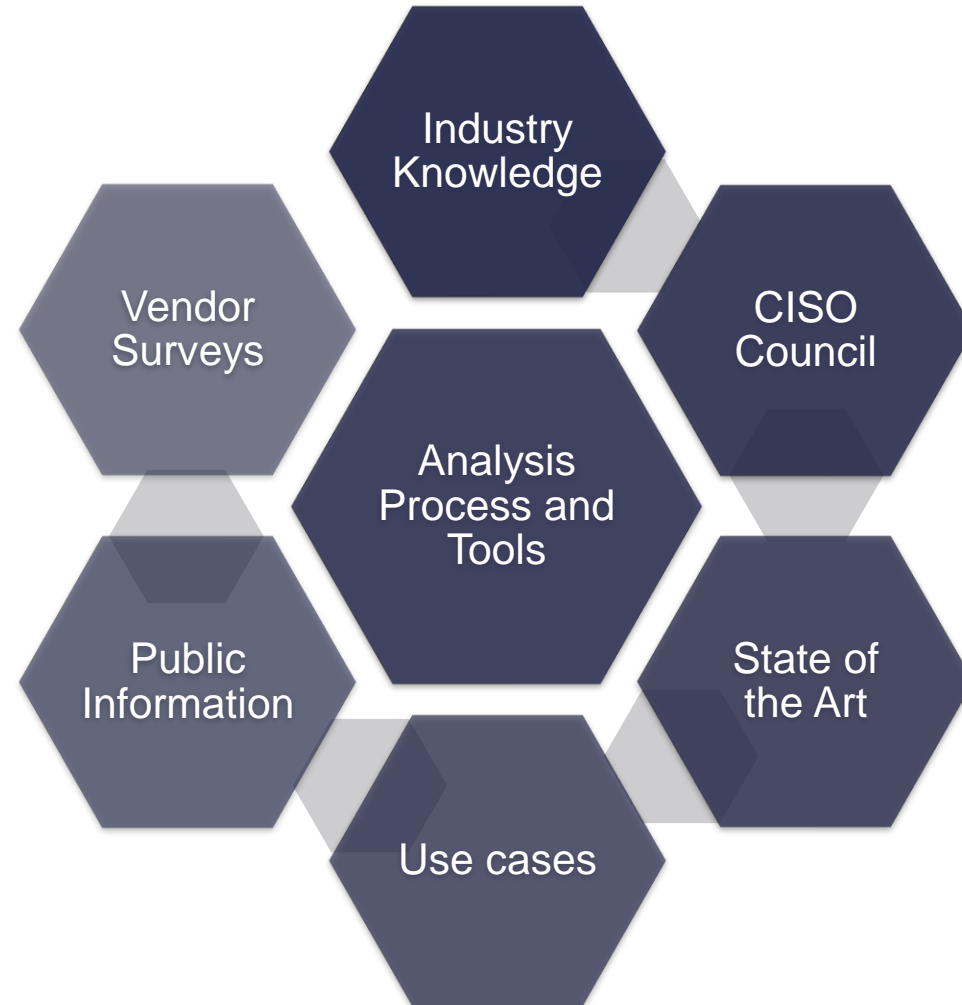 Industry
Knowledge
Vendor
Surveys
CISO
Council
Analysis
Process and
Tools
Public
Information
State of
the Art
Use cases